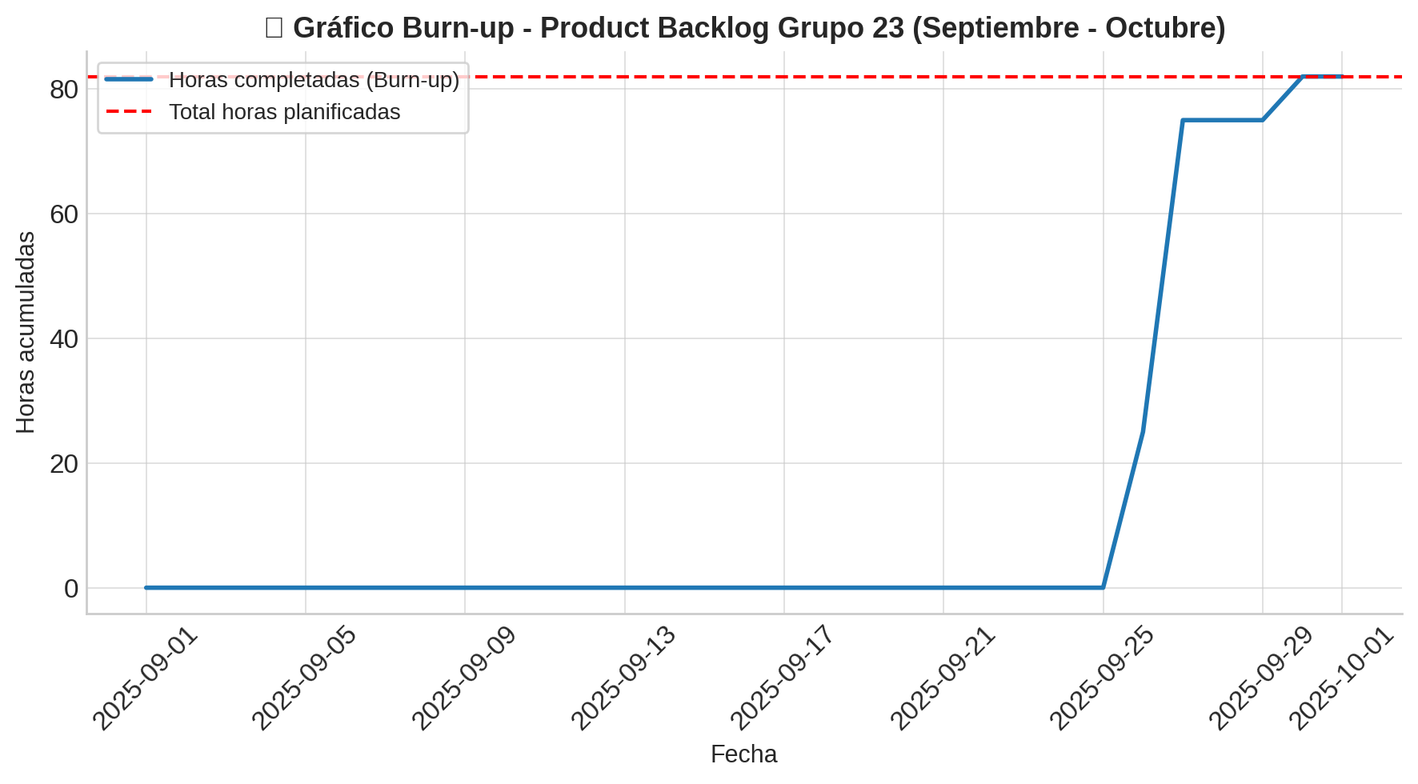 Gráfico Burn-up - Product Backlog Grupo 23 (Septiembre - Octubre)
Horas completadas (Burn-up)
Total horas planificadas
Horas acumuladas
80
60
40
20
0
2025-09-01
2025-09-05
2025-09-09
2025-09-13
2025-09-17
2025-09-21
2025-09-25
2025-09-29
2025-10-01
Fecha